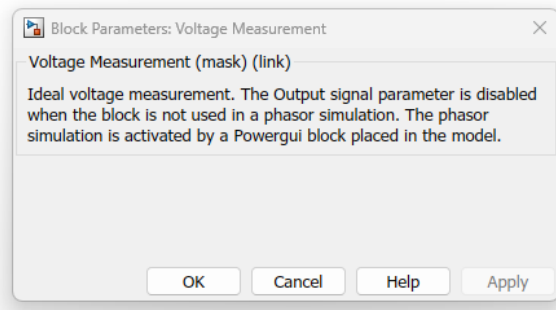 Block Parameters: Voltage Measurement
Voltage Measurement (mask) (link)
Ideal voltage measurement. The Output signal parameter is disabled
when the block is not used in a phasor simulation. The phasor
simulation is activated by a Powergui block placed in the model.
OK Cancel Help Apply